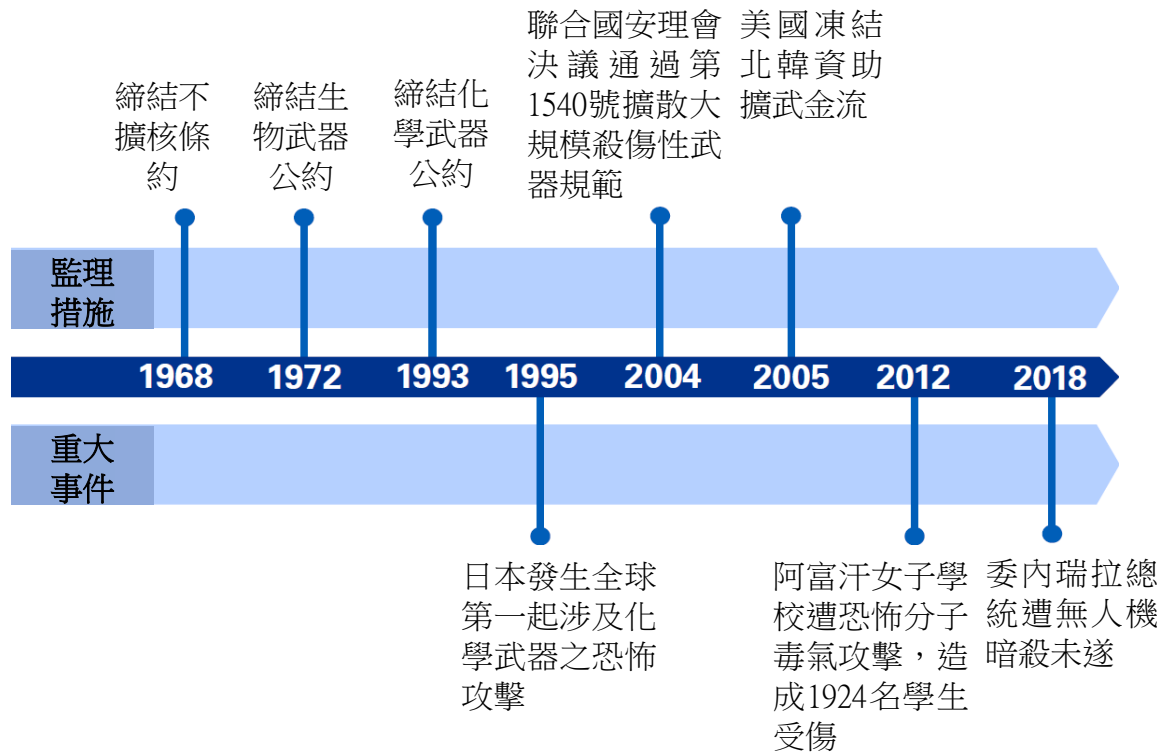 締結不
擴核條
約
締結生
物武器
公約
締結化
學武器
公約
聯合國安理會
決議通過第
1540號擴散大
規模殺傷性武
器規範
美國凍結
北韓資助
擴武金流
監理
措施
1968
1972
1993
1995
2004
2005
2012
2018
重大
事件
日本發生全球
第一起涉及化
學武器之恐怖
攻擊
阿富汗女子學
校遭恐怖分子
毒氣攻擊，造
成1924名學生
受傷
委內瑞拉總
統遭無人機
暗殺未遂